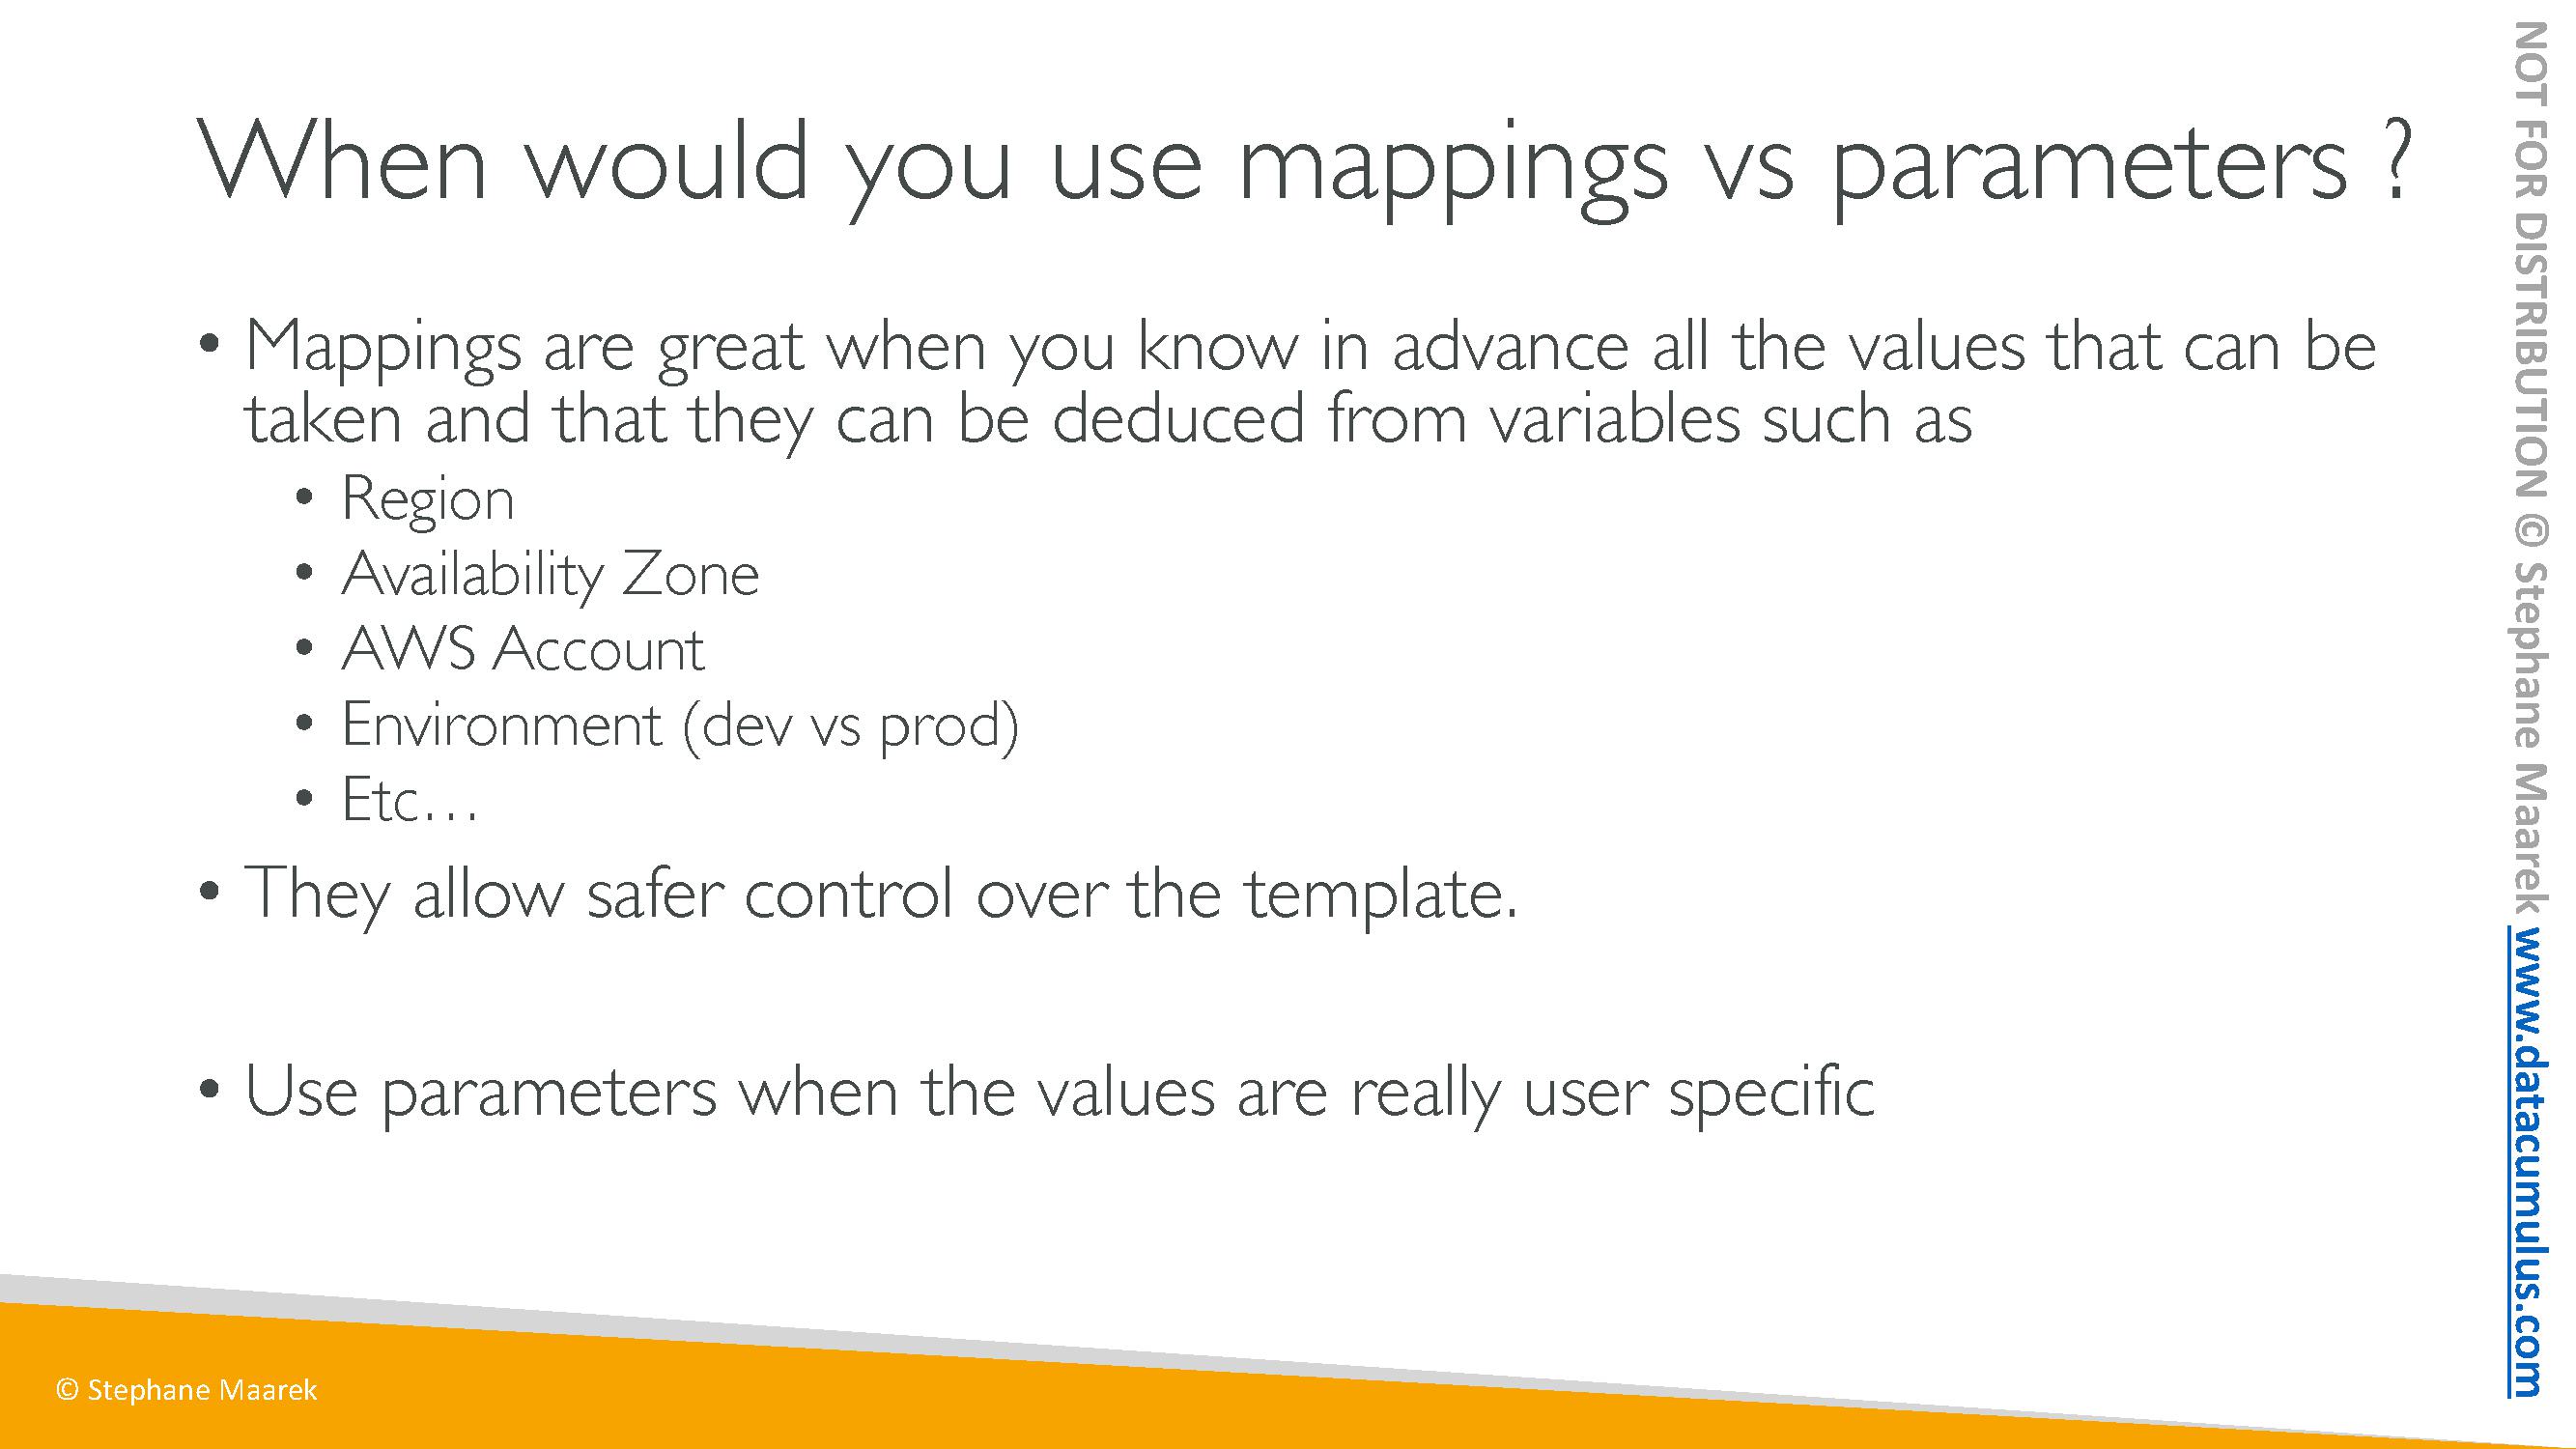 When would you use mappings vs parameters ?
• Mappings are great when you know in advance all the values that can be
taken and that they can be deduced from variables such as
• Region
• Availability Zone
• AWS Account
• Environment (dev vs prod)
• Etc…
• They allow safer control over the template.
• Use parameters when the values are really user specific
© Stephane Maarek
NOT FOR DISTRIBUTION © Stephane Maarek www.datacumulus.com